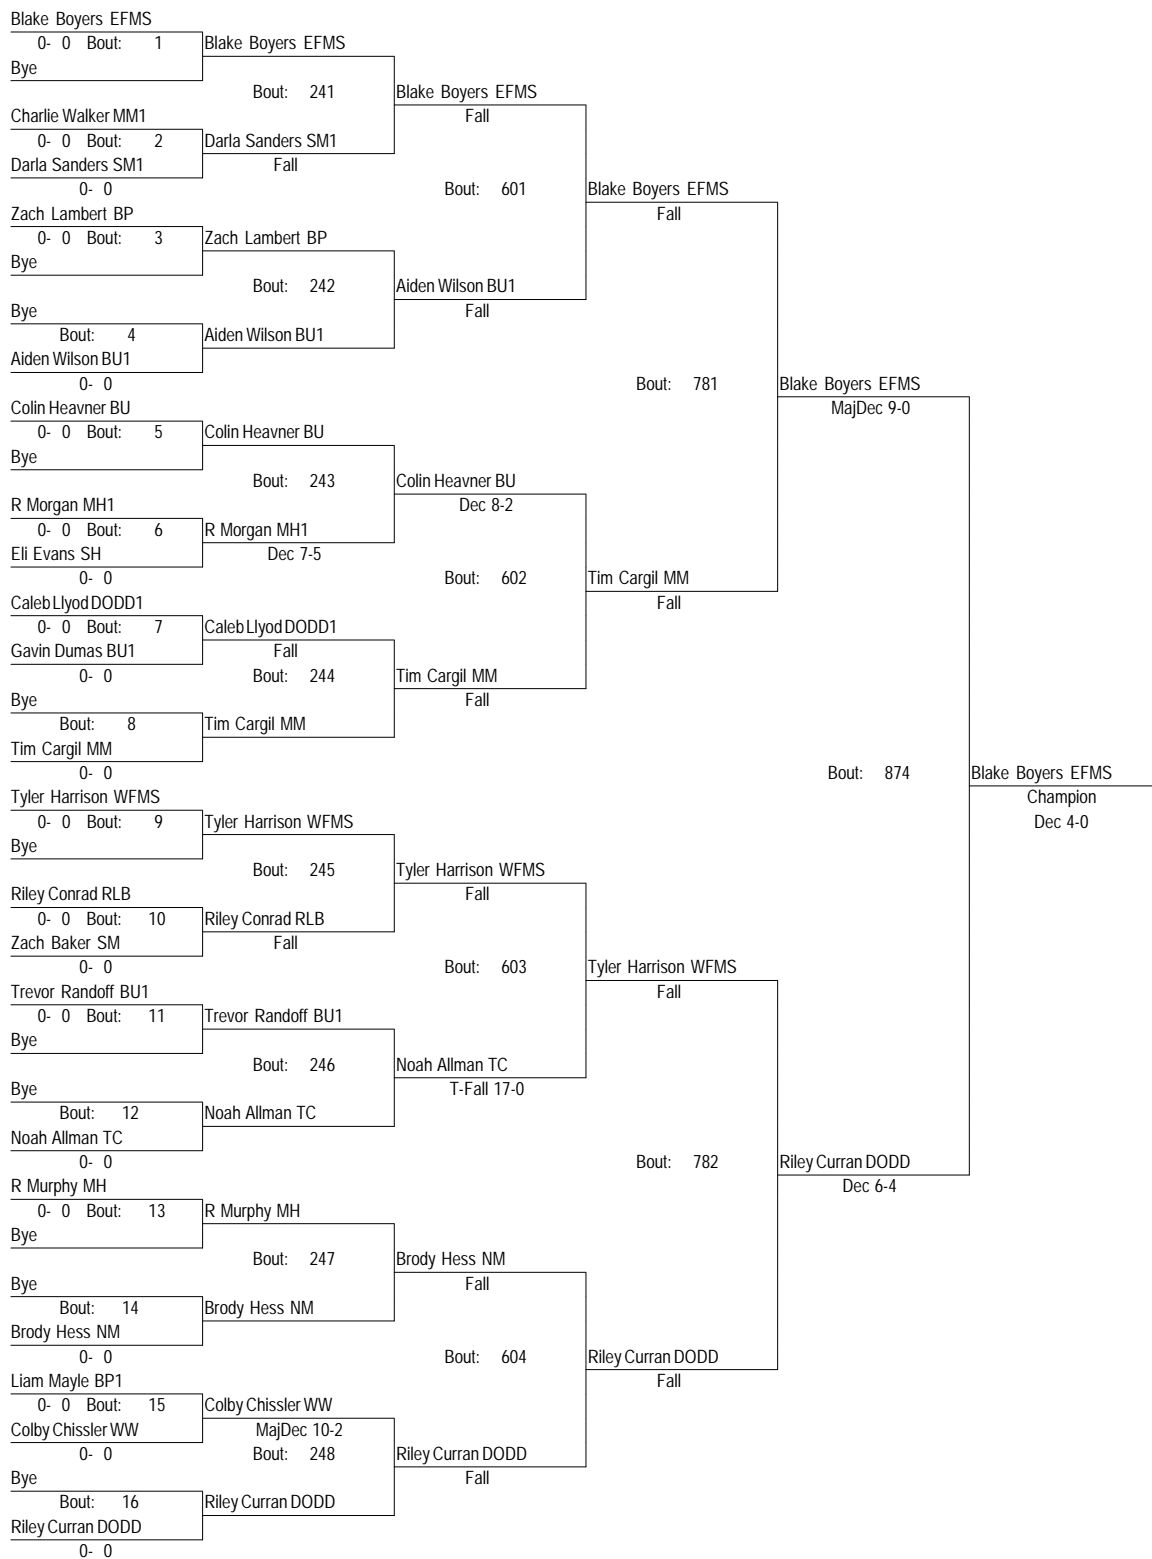 Blake Boyers EFMS
0- 0 Bout: 1 Blake Boyers EFMS
Bye
Bout: 241 Blake Boyers EFMS
Charlie Walker MM1 Fall
0- 0 Bout: 2 Darla Sanders SM1
Darla Sanders SM1 Fall
0- 0 Bout: 601 Blake Boyers EFMS
Zach Lambert BP Fall
0- 0 Bout: 3 Zach Lambert BP
Bye
Bout: 242 Aiden Wilson BU1
Bye Fall
Bout: 4 Aiden Wilson BU1
Aiden Wilson BU1
0- 0 Bout: 781 Blake Boyers EFMS
Colin Heavner BU MajDec 9-0
0- 0 Bout: 5 Colin Heavner BU
Bye
Bout: 243 Colin Heavner BU
R Morgan MH1 Dec 8-2
0- 0 Bout: 6 R Morgan MH1
Eli Evans SH Dec 7-5
0- 0 Bout: 602 Tim Cargil MM
Caleb Llyod DODD1 Fall
0- 0 Bout: 7 Caleb Llyod DODD1
Gavin Dumas BU1 Fall
0- 0 Bout: 244 Tim Cargil MM
Bye Fall
Bout: 8 Tim Cargil MM
Tim Cargil MM
0- 0 Bout: 874 Blake Boyers EFMS
Tyler Harrison WFMS Champion
0- 0 Bout: 9 Tyler Harrison WFMS Dec 4-0
Bye
Bout: 245 Tyler Harrison WFMS
Riley Conrad RLB Fall
0- 0 Bout: 10 Riley Conrad RLB
Zach Baker SM Fall
0- 0 Bout: 603 Tyler Harrison WFMS
Trevor Randoff BU1 Fall
0- 0 Bout: 11 Trevor Randoff BU1
Bye
Bout: 246 Noah Allman TC
Bye T-Fall 17-0
Bout: 12 Noah Allman TC
Noah Allman TC
0- 0 Bout: 782 Riley Curran DODD
R Murphy MH Dec 6-4
0- 0 Bout: 13 R Murphy MH
Bye
Bout: 247 Brody Hess NM
Bye Fall
Bout: 14 Brody Hess NM
Brody Hess NM
0- 0 Bout: 604 Riley Curran DODD
Liam Mayle BP1 Fall
0- 0 Bout: 15 Colby Chissler WW
Colby Chissler WW MajDec 10-2
0- 0 Bout: 248 Riley Curran DODD
Bye Fall
Bout: 16 Riley Curran DODD
Riley Curran DODD
0- 0